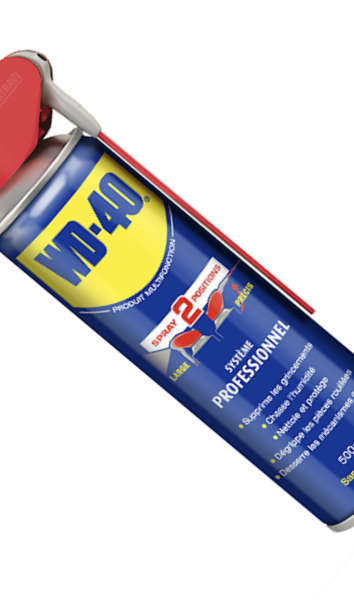 WD-40®
PRODUIT MULTIFONCTION
SPRAY 2 POSITIONS
LARGE
PRÉCIS
SYSTÈME
PROFESSIONNEL
• Supprime les grincements
• Chasse l'humidité
• Nettoie et protège
• Dégrippe les pièces rouillées
• Desserre les mécanismes
500